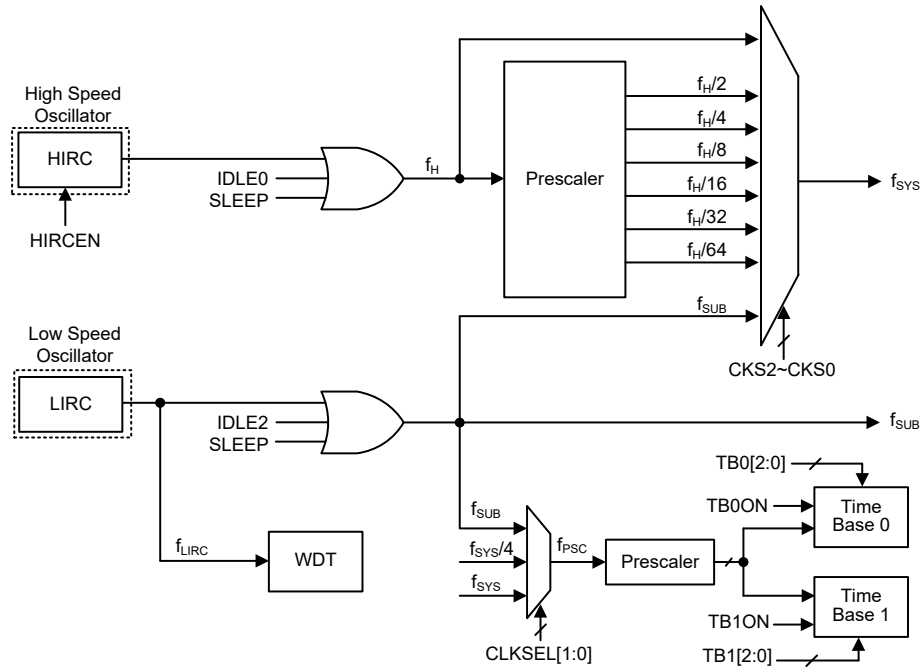 High Speed
Oscillator
HIRC
HIRCEN
IDLE0
SLEEP
fH
Prescaler
fH/2
fH/4
fH/8
fH/16
fH/32
fH/64
fSUB
CKS2~CKS0
fSYS
Low Speed
Oscillator
LIRC
IDLE2
SLEEP
fSUB
fLIRC
WDT
fSUB
fSYS/4
fSYS
CLKSEL[1:0]
fPSC
Prescaler
TB0[2:0]
TB0ON
Time
Base 0
Time
Base 1
TB1ON
TB1[2:0]